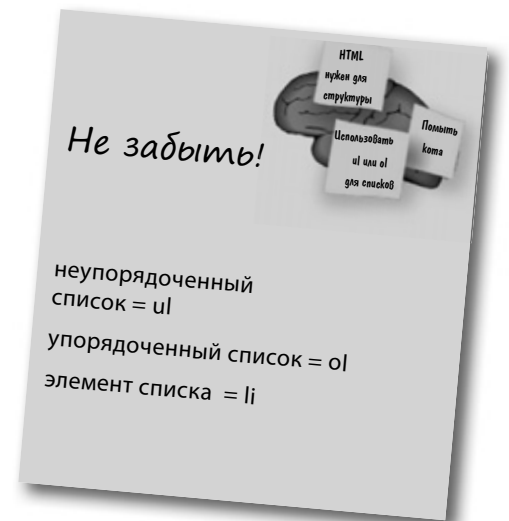 HTML
нужен для
структуры
Использовать
ul или ol
для списков
Помыть
кота
Не забыть!
неупорядоченный
список = ul
упорядоченный список = ol
элемент списка = li